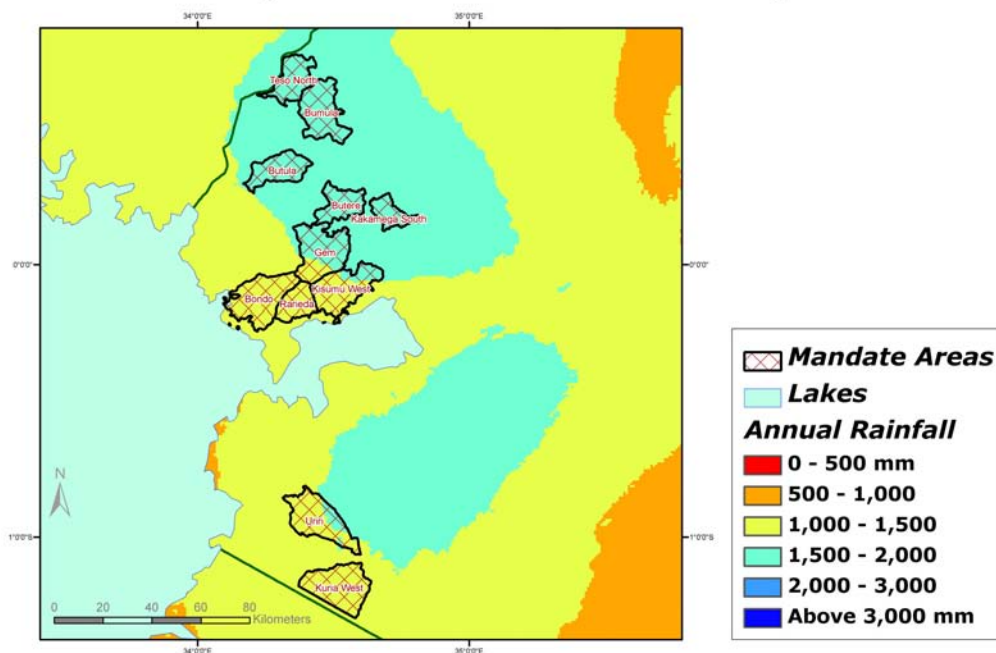 34°0'0"E 35°0'0"E
Teso North
Bumula
Butula
Butere
Kakamega South
Gem
0°0'0" 0°0'0"
Kisumu West
Bondo
Rarieda
Mandate Areas
Lakes
Annual Rainfall
0 - 500 mm
500 - 1,000
1,000 - 1,500
1,500 - 2,000
2,000 - 3,000
Above 3,000 mm
N
Uriri
1°0'0"S 1°0'0"S
Kuria West
0 20 40 60 80
Kilometers
34°0'0"E 35°0'0"E